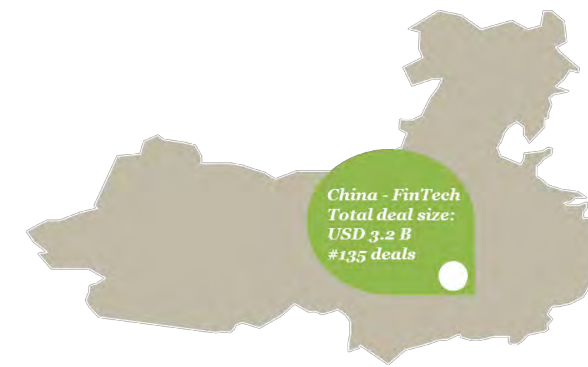 China - FinTech
Total deal size:
USD 3.2 B
#135 deals